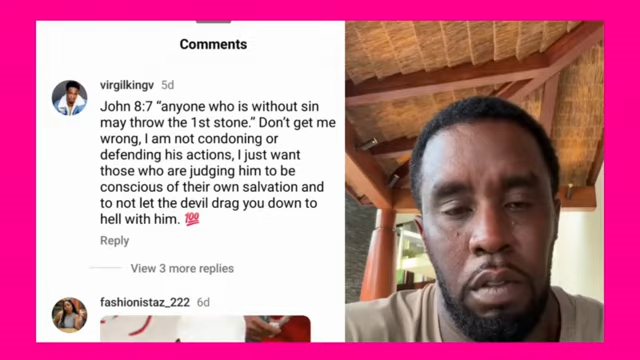 Comments
virgilkingv 5d
John 8:7 “anyone who is without sin
may throw the 1st stone.” Don’t get me
wrong, I am not condoning or
defending his actions, I just want
those who are judging him to be
conscious of their own salvation and
to not let the devil drag you down to
hell with him. 💯
Reply
View 3 more replies
fashionistaz_222 6d